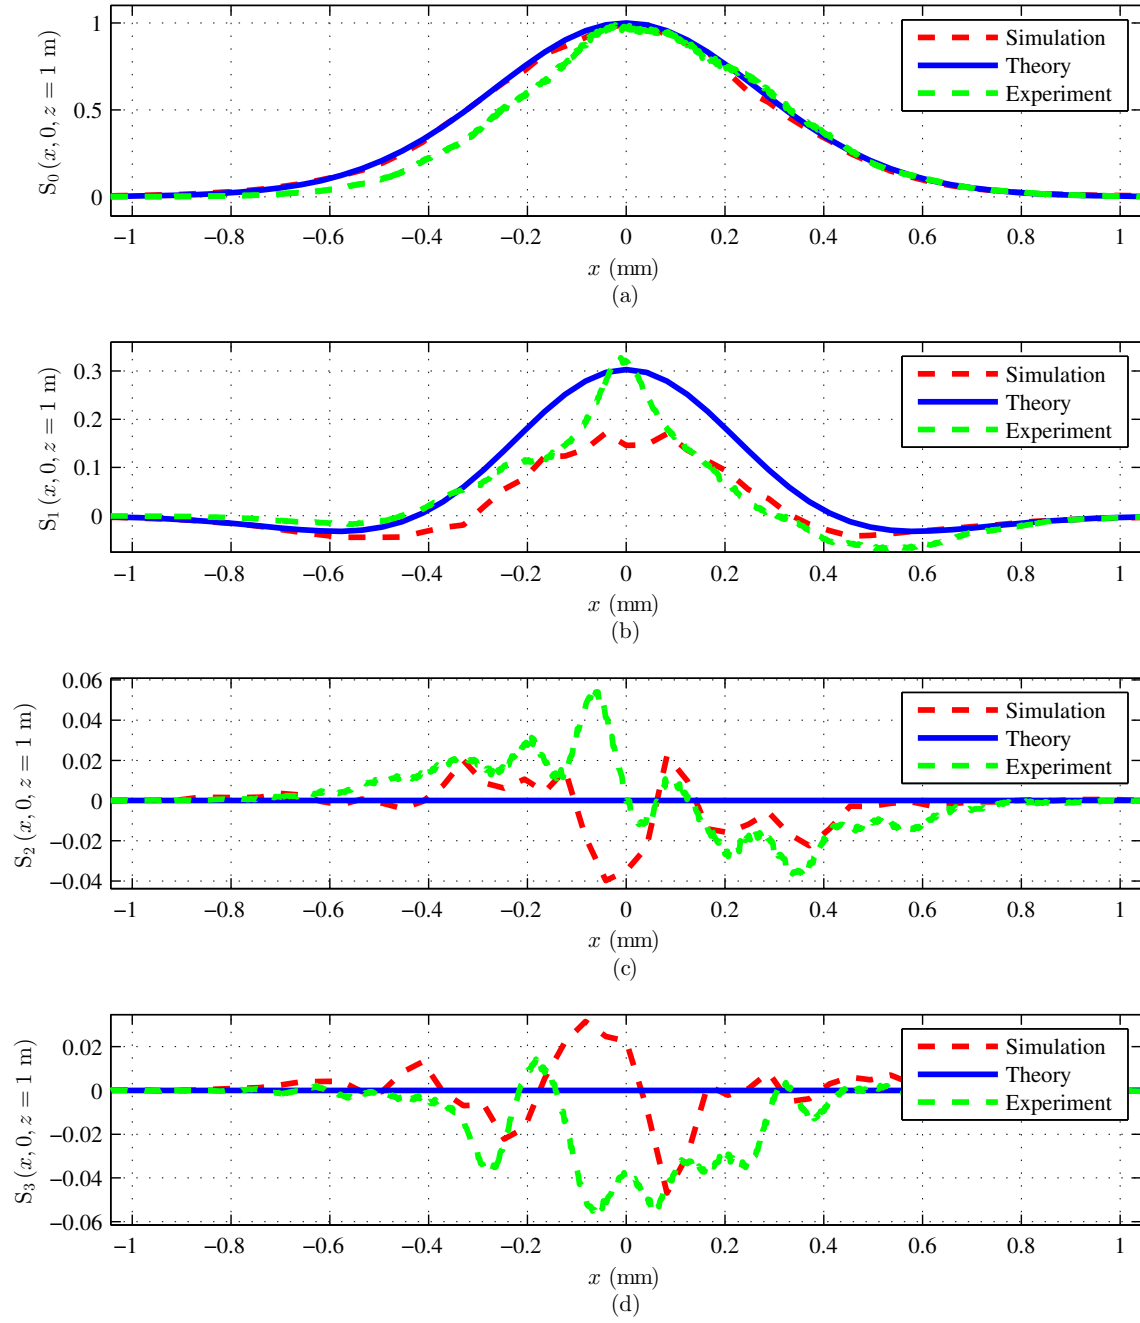 S₀(x, 0, z = 1 m)
1
0.5
0
Simulation
Theory
Experiment
−1 −0.8 −0.6 −0.4 −0.2 0 0.2 0.4 0.6 0.8 1
x (mm)
(a)
S₁(x, 0, z = 1 m)
0.3
0.2
0.1
0
Simulation
Theory
Experiment
−1 −0.8 −0.6 −0.4 −0.2 0 0.2 0.4 0.6 0.8 1
x (mm)
(b)
S₂(x, 0, z = 1 m)
0.06
0.04
0.02
0
−0.02
−0.04
Simulation
Theory
Experiment
−1 −0.8 −0.6 −0.4 −0.2 0 0.2 0.4 0.6 0.8 1
x (mm)
(c)
S₃(x, 0, z = 1 m)
0.02
0
−0.02
−0.04
−0.06
Simulation
Theory
Experiment
−1 −0.8 −0.6 −0.4 −0.2 0 0.2 0.4 0.6 0.8 1
x (mm)
(d)